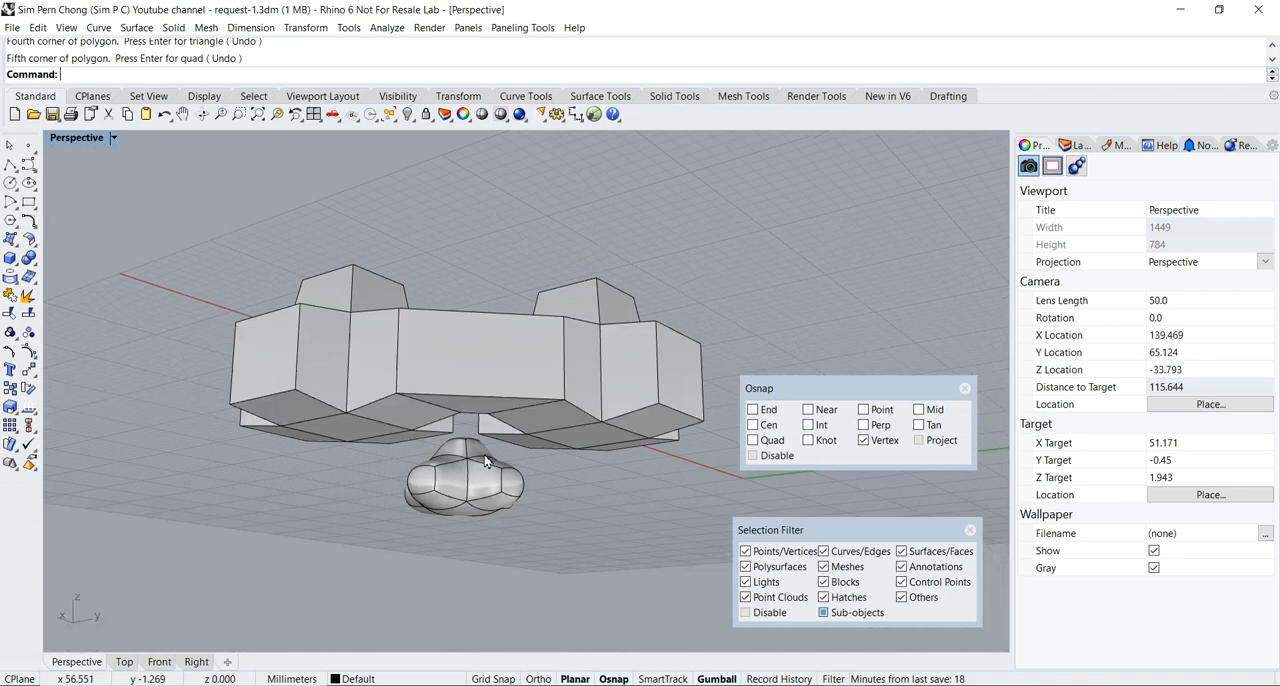 Sim Pern Chong (Sim P C) Youtube channel - request-1.3dm (1 MB) - Rhino 6 Not For Resale Lab - [Perspective]
File Edit View Curve Surface Solid Mesh Dimension Transform Tools Analyze Render Panels Paneling Tools Help
Fourth corner of polygon. Press Enter for triangle ( Undo )
Fifth corner of polygon. Press Enter for quad ( Undo )
Command:
Standard CPlanes Set View Display Select Viewport Layout Visibility Transform Curve Tools Surface Tools Solid Tools Mesh Tools Render Tools New in V6 Drafting
Perspective
Pr... La... M... Help No... Re...
Viewport
Title Perspective
Width 1449
Height 784
Projection Perspective
Camera
Lens Length 50.0
Rotation 0.0
X Location 139.469
Y Location 65.124
Z Location -33.793
Distance to Target 115.644
Location Place...
Target
X Target 51.171
Y Target -0.45
Z Target 1.943
Location Place...
Wallpaper
Filename (none) ...
Show
Gray
Osnap
End Near Point Mid
Cen Int Perp Tan
Quad Knot Vertex Project
Disable
Selection Filter
Points/Vertices Curves/Edges Surfaces/Faces
Polysurfaces Meshes Annotations
Lights Blocks Control Points
Point Clouds Hatches Others
Disable Sub-objects
z
x y
Perspective Top Front Right
CPlane x 56.551 y -1.269 z 0.000 Millimeters Default Grid Snap Ortho Planar Osnap SmartTrack Gumball Record History Filter Minutes from last save: 18